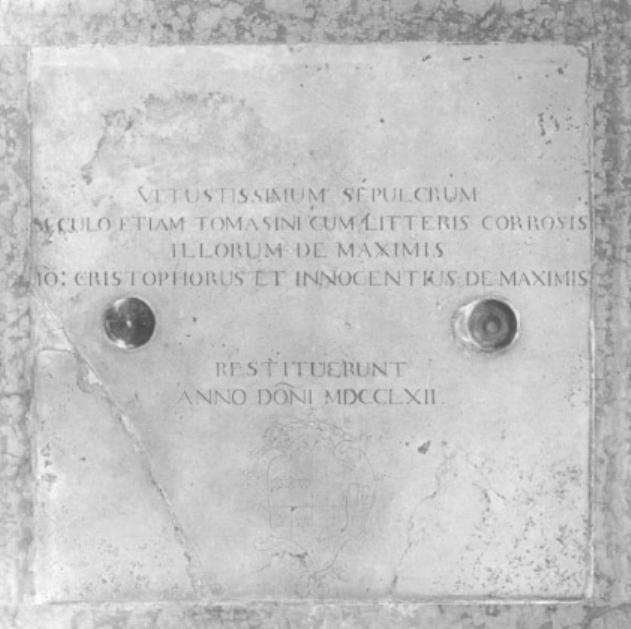 VETUSTISSIMUM SEPULCRUM
SECULO ETIAM TOMASINI CUM LITTERIS CORROSIS
ILLORUM DE MAXIMIS
IO: CRISTOPHORUS ET INNOCENTIUS DE MAXIMIS
RESTITUERUNT
ANNO DOÑI MDCCLXII